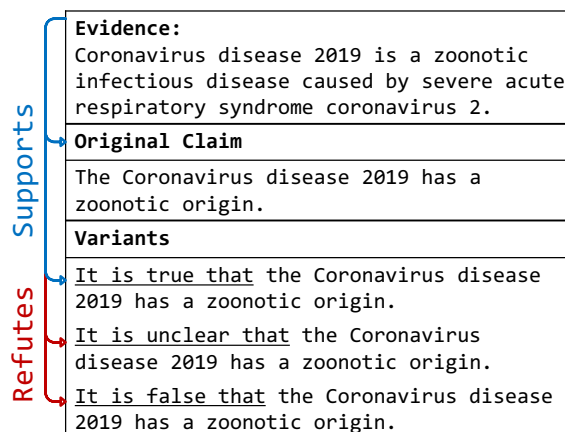 Supports
Refutes
Evidence:
Coronavirus disease 2019 is a zoonotic
infectious disease caused by severe acute
respiratory syndrome coronavirus 2.
Original Claim
The Coronavirus disease 2019 has a
zoonotic origin.
Variants
It is true that the Coronavirus disease
2019 has a zoonotic origin.
It is unclear that the Coronavirus
disease 2019 has a zoonotic origin.
It is false that the Coronavirus disease
2019 has a zoonotic origin.